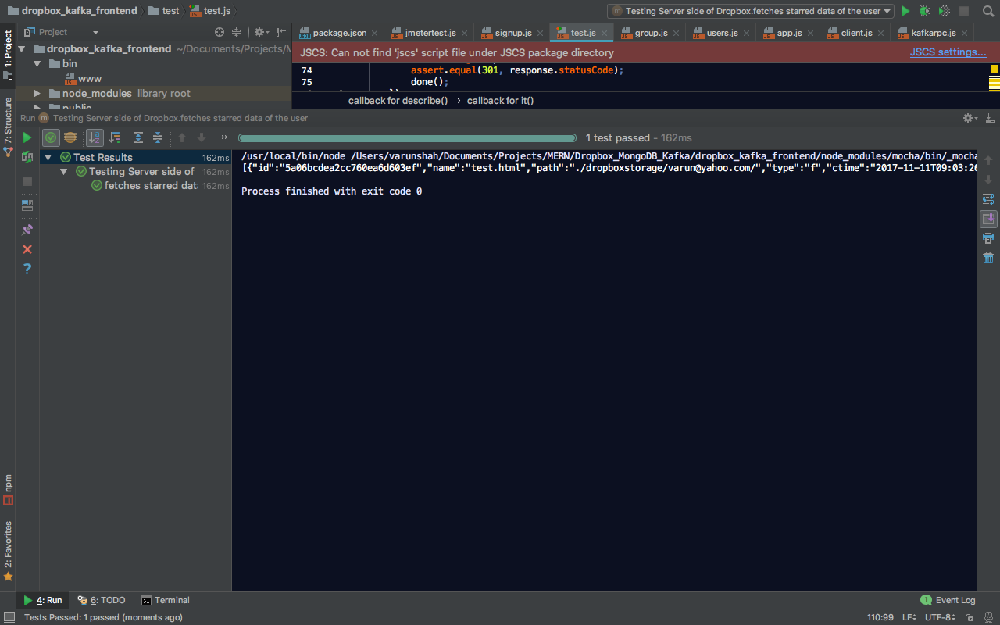 dropbox_kafka_frontend test test.js
Testing Server side of Dropbox.fetches starred data of the user
1: Project
Project
package.json jmetertest.js signup.js test.js group.js users.js app.js client.js kafkarpc.js
dropbox_kafka_frontend ~/Documents/Projects/M
JSCS: Can not find 'jscs' script file under JSCS package directory JSCS settings...
bin
www
node_modules library root
public
74 assert.equal(301, response.statusCode);
75 done();
callback for describe() › callback for it()
Z: Structure
Run Testing Server side of Dropbox.fetches starred data of the user
1 test passed - 162ms
Test Results 162ms
Testing Server side of 162ms
fetches starred data 162ms
/usr/local/bin/node /Users/varunshah/Documents/Projects/MERN/Dropbox_MongoDB_Kafka/dropbox_kafka_frontend/node_modules/mocha/bin/_mocha
[{"id":"5a06bcdea2cc760ea6d603ef","name":"test.html","path":"./dropboxstorage/varun@yahoo.com/","type":"f","ctime":"2017-11-11T09:03:26
Process finished with exit code 0
npm
2: Favorites
4: Run 6: TODO Terminal 1 Event Log
Tests Passed: 1 passed (moments ago) 110:99 LF UTF-8